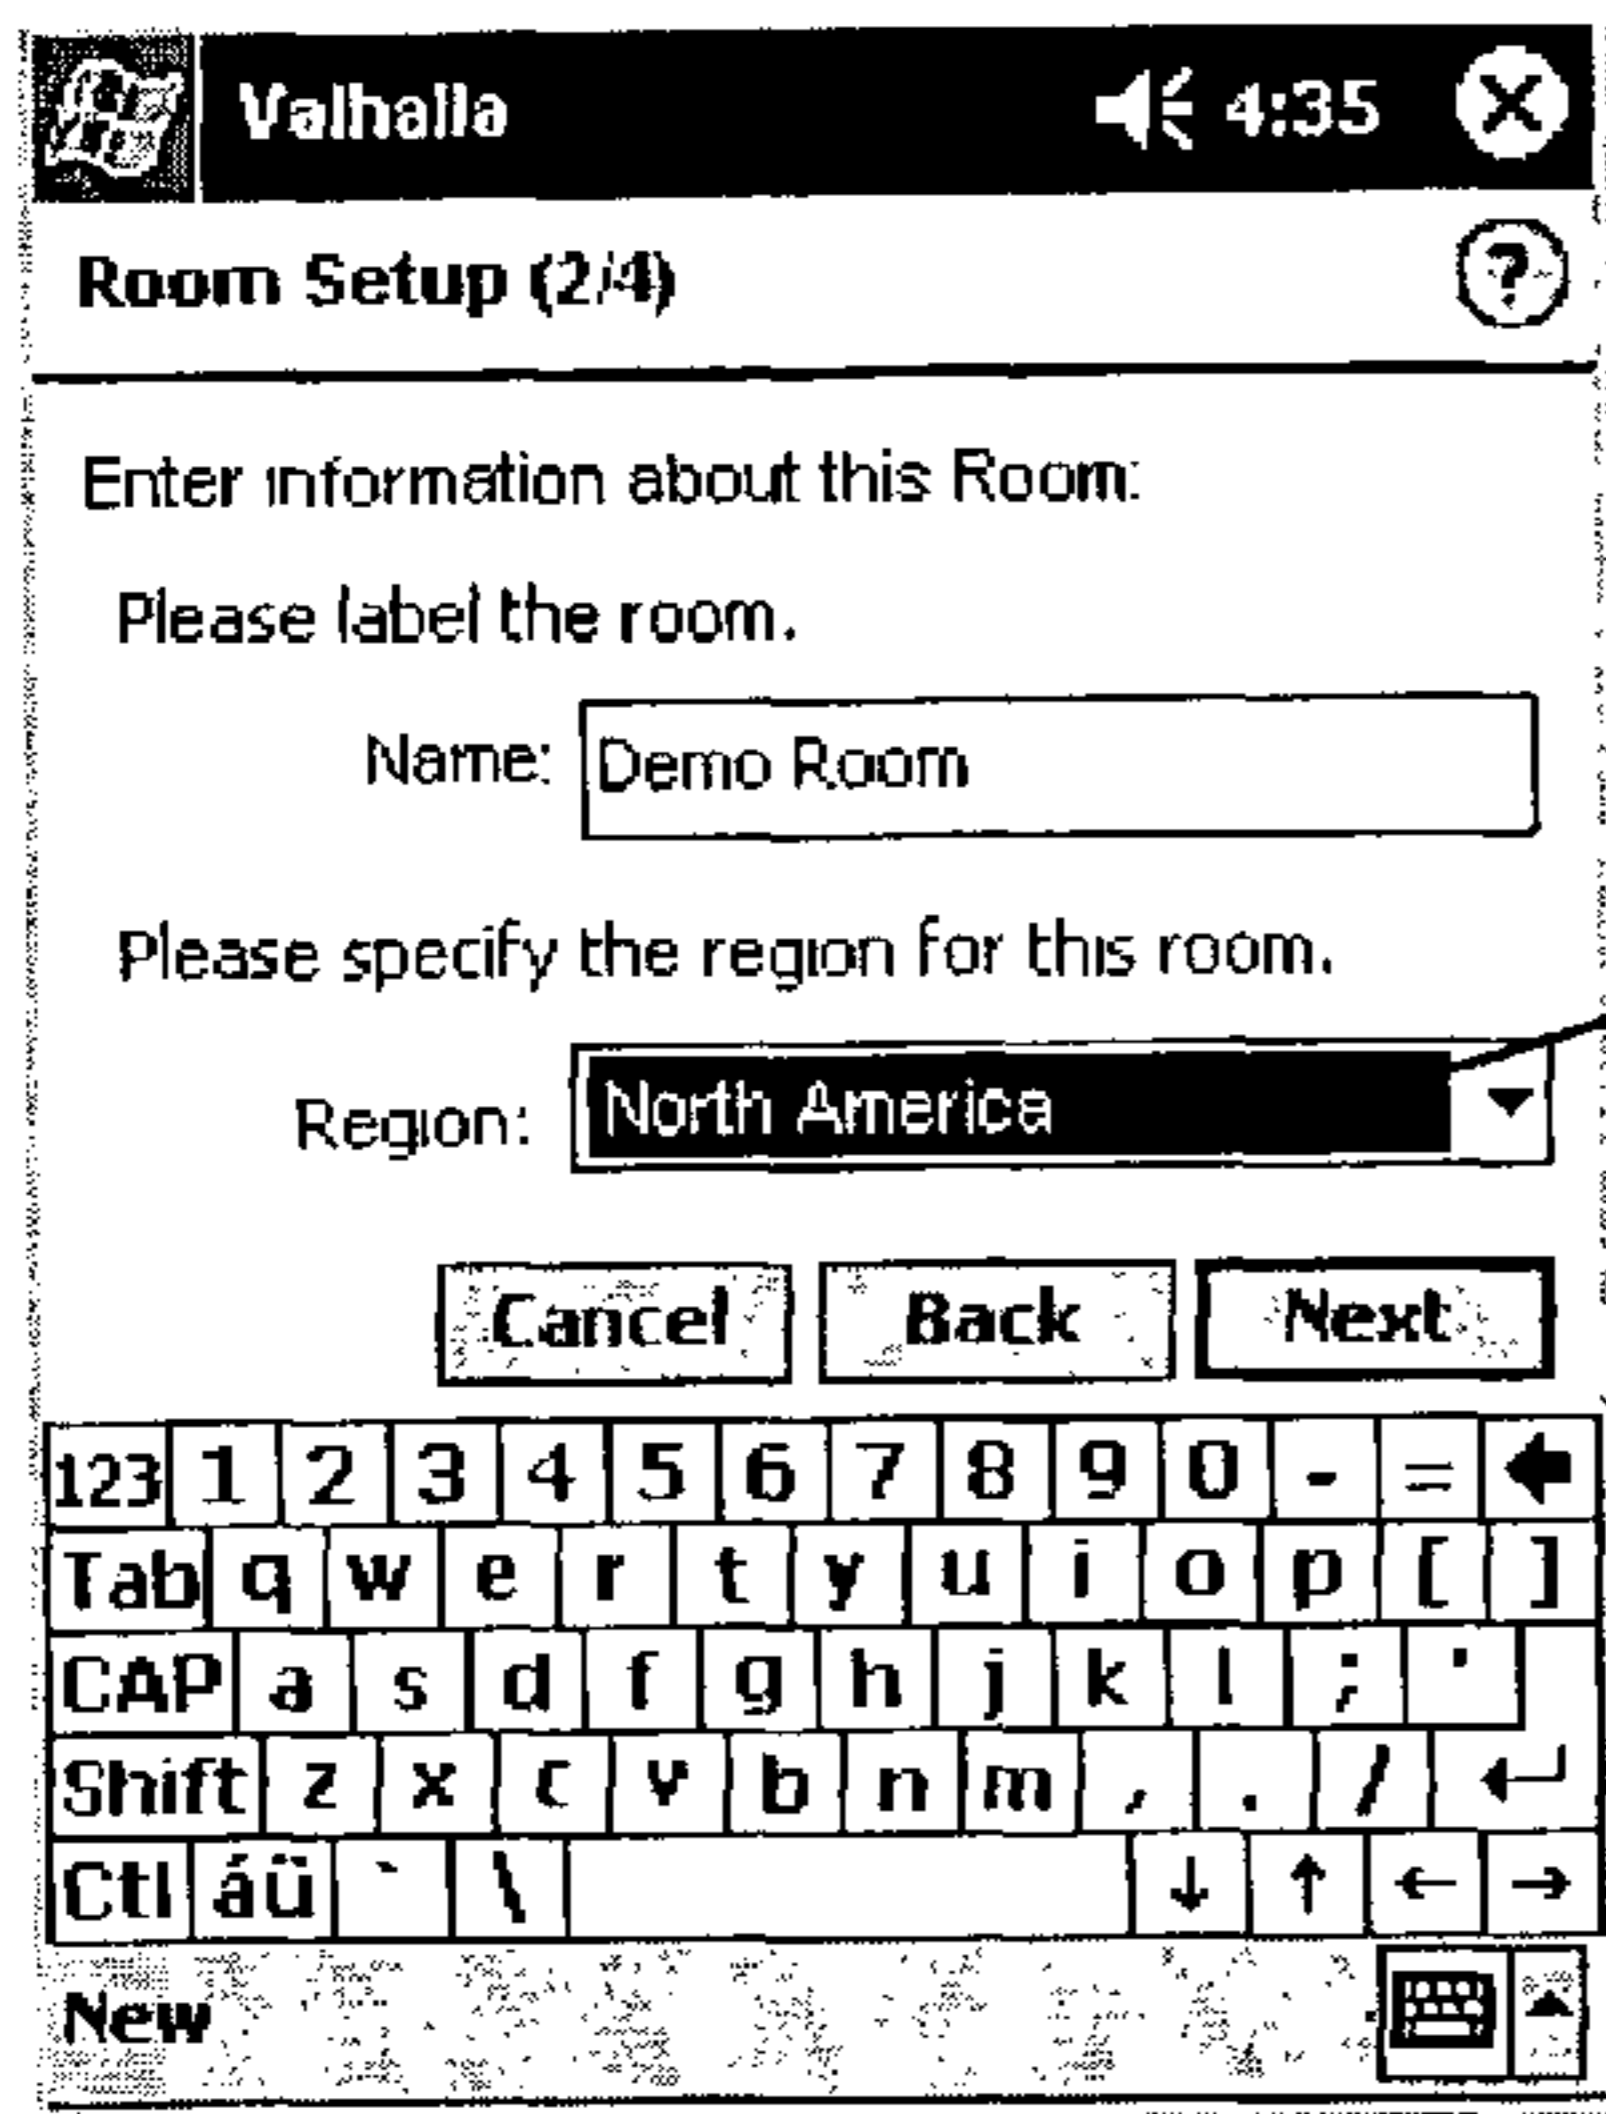 Valhalla 4:35
Room Setup (2/4) ?
Enter information about this Room:
Please label the room.
Name: Demo Room
Please specify the region for this room.
Region: North America
Cancel Back Next
123 1 2 3 4 5 6 7 8 9 0 - =
Tab q w e r t y u i o p [ ]
CAP a s d f g h j k l ; '
Shift z x c v b n m , . /
Ctl áü ` \
New